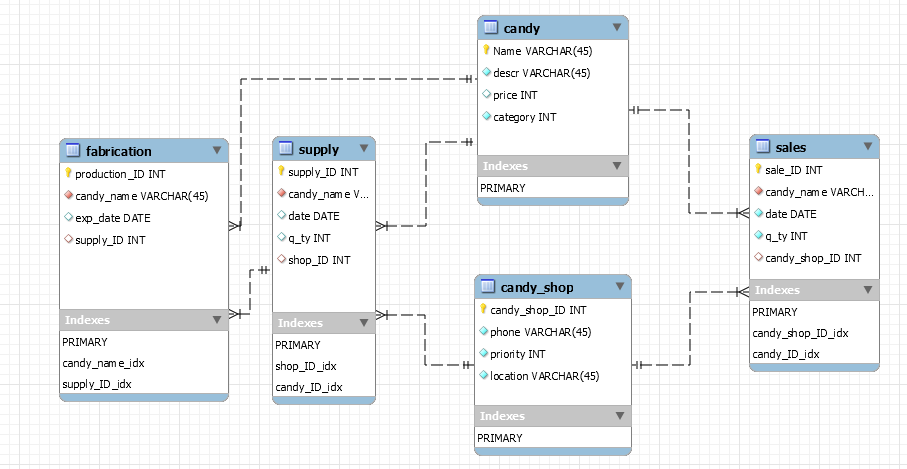 candy
Name VARCHAR(45)
descr VARCHAR(45)
price INT
category INT
Indexes
PRIMARY
fabrication
production_ID INT
candy_name VARCHAR(45)
exp_date DATE
supply_ID INT
Indexes
PRIMARY
candy_name_idx
supply_ID_idx
supply
supply_ID INT
candy_name V...
date DATE
q_ty INT
shop_ID INT
Indexes
PRIMARY
shop_ID_idx
candy_ID_idx
sales
sale_ID INT
candy_name VARCH...
date DATE
q_ty INT
candy_shop_ID INT
Indexes
PRIMARY
candy_shop_ID_idx
candy_ID_idx
candy_shop
candy_shop_ID INT
phone VARCHAR(45)
priority INT
location VARCHAR(45)
Indexes
PRIMARY